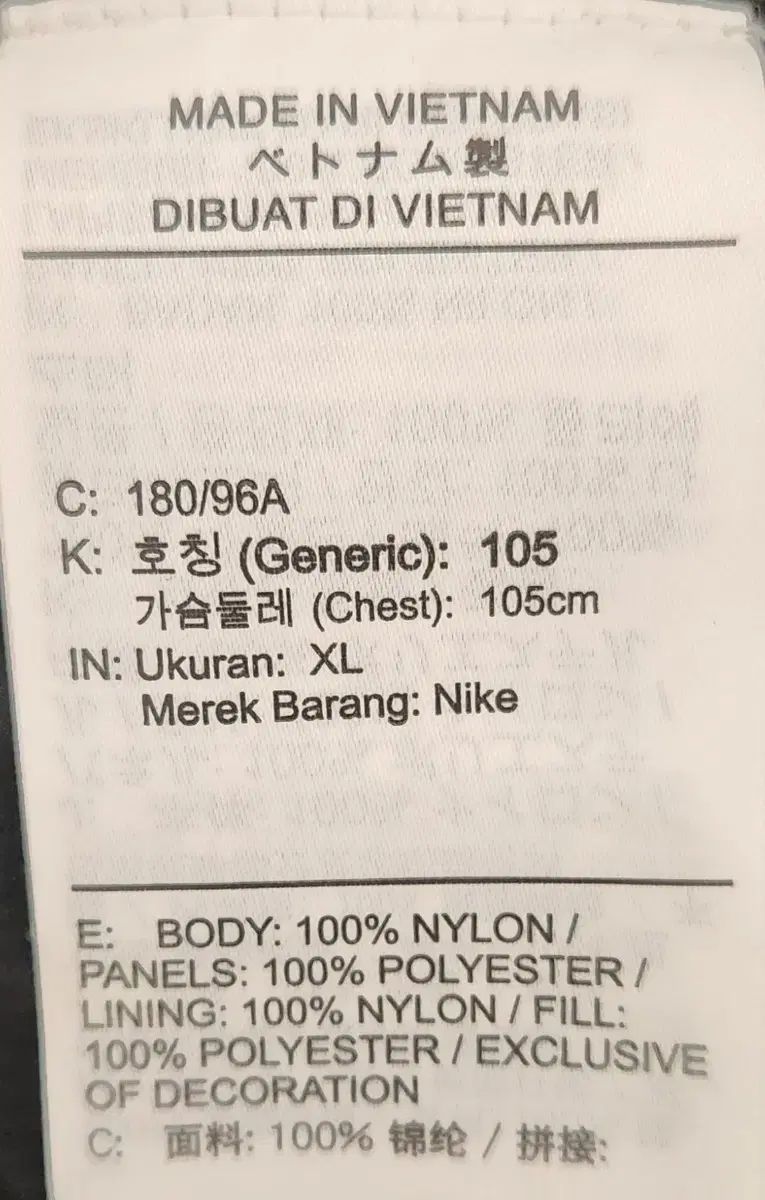 MADE IN VIETNAM
ベトナム製
DIBUAT DI VIETNAM
C: 180/96A
K: 호칭 (Generic): 105
가슴둘레 (Chest): 105cm
IN: Ukuran: XL
Merek Barang: Nike
E: BODY: 100% NYLON /
PANELS: 100% POLYESTER /
LINING: 100% NYLON / FILL:
100% POLYESTER / EXCLUSIVE
OF DECORATION
C: 面料: 100% 锦纶 / 拼接: